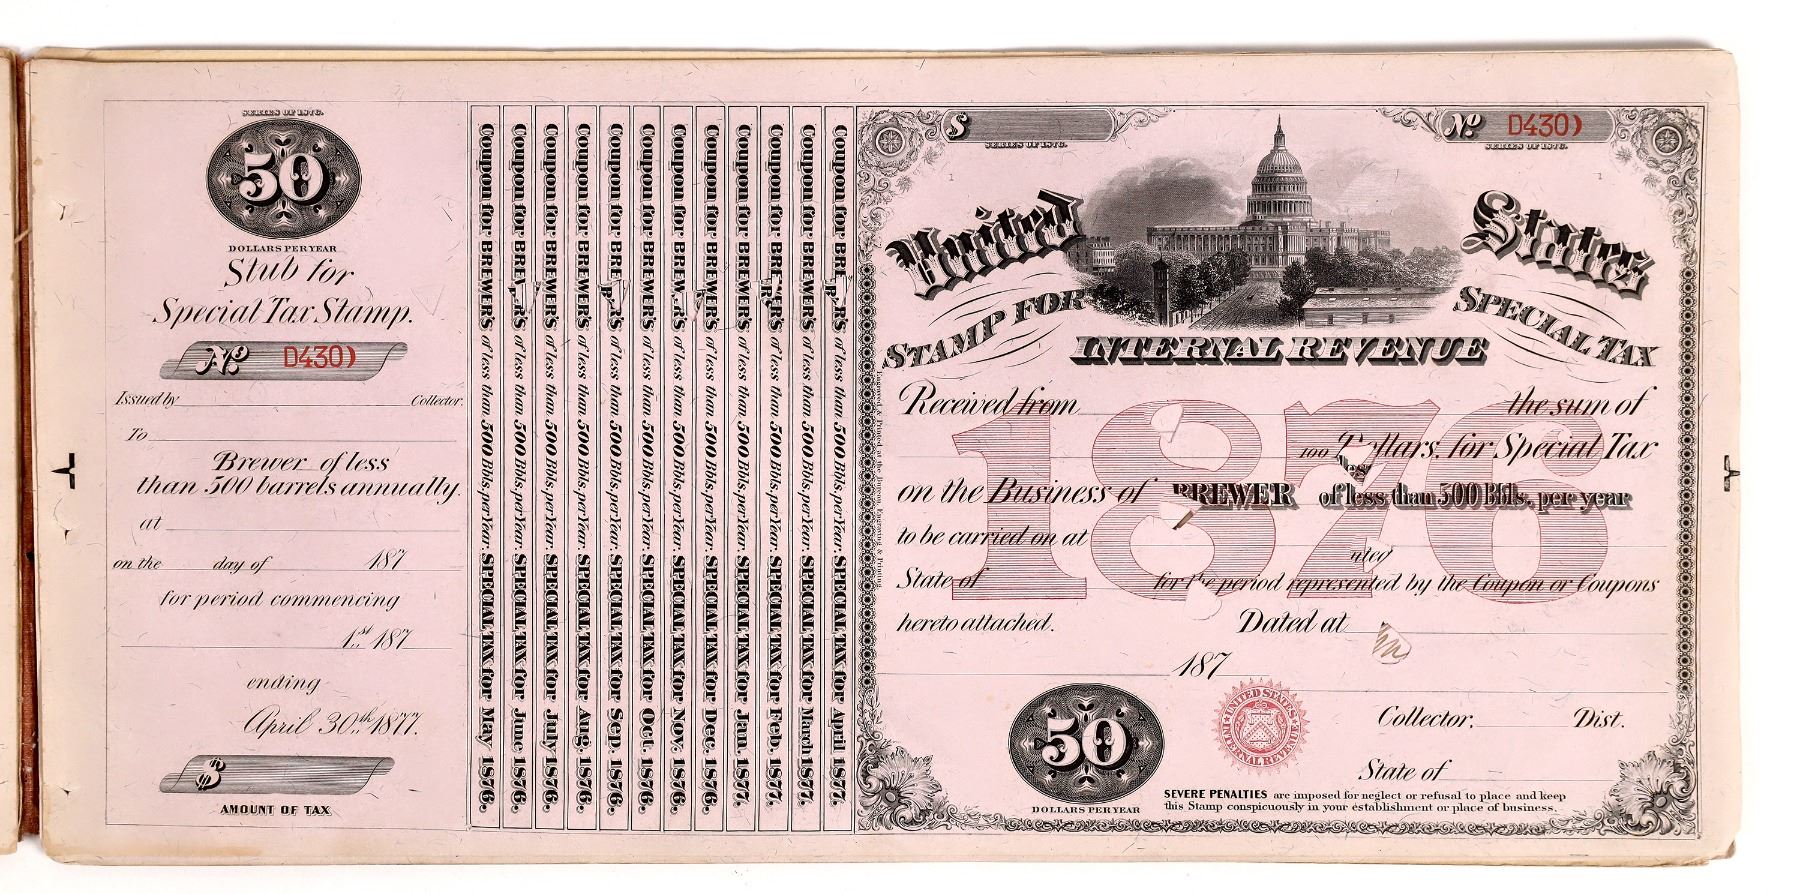 SERIES OF 1876.
50
DOLLARS PER YEAR
Stub for
Special Tax Stamp.
No D430)
Issued by Collector.
To
Brewer of less
than 500 barrels annually.
at
on the day of 187
for period commencing
1st 187
ending
April 30th 1877.
$
AMOUNT OF TAX
Coupon for BREWER'S of less than 500 Bbls. per Year. SPECIAL TAX for May 1876.
Coupon for BREWER'S of less than 500 Bbls. per Year. SPECIAL TAX for June 1876.
Coupon for BREWER'S of less than 500 Bbls. per Year. SPECIAL TAX for July 1876.
Coupon for BREWER'S of less than 500 Bbls. per Year. SPECIAL TAX for Aug. 1876.
Coupon for BREWER'S of less than 500 Bbls. per Year. SPECIAL TAX for Sep. 1876.
Coupon for BREWER'S of less than 500 Bbls. per Year. SPECIAL TAX for Oct. 1876.
Coupon for BREWER'S of less than 500 Bbls. per Year. SPECIAL TAX for Nov. 1876.
Coupon for BREWER'S of less than 500 Bbls. per Year. SPECIAL TAX for Dec. 1876.
Coupon for BREWER'S of less than 500 Bbls. per Year. SPECIAL TAX for Jan. 1877.
Coupon for BREWER'S of less than 500 Bbls. per Year. SPECIAL TAX for Feb. 1877.
Coupon for BREWER'S of less than 500 Bbls. per Year. SPECIAL TAX for March 1877.
Coupon for BREWER'S of less than 500 Bbls. per Year. SPECIAL TAX for April 1877.
$
SERIES OF 1876.
No D430)
SERIES OF 1876.
1 1
United States
STAMP FOR SPECIAL TAX
INTERNAL REVENUE
1876
Received from the sum of
100 Dollars, for Special Tax
on the Business of BREWER of less than 500 Bbls. per year
to be carried on at
State of for the period represented by the Coupon or Coupons
hereto attached. Dated at
187
50
DOLLARS PER YEAR
UNITED STATES INTERNAL REVENUE
Collector. Dist.
State of
SEVERE PENALTIES are imposed for neglect or refusal to place and keep
this Stamp conspicuously in your establishment or place of business.